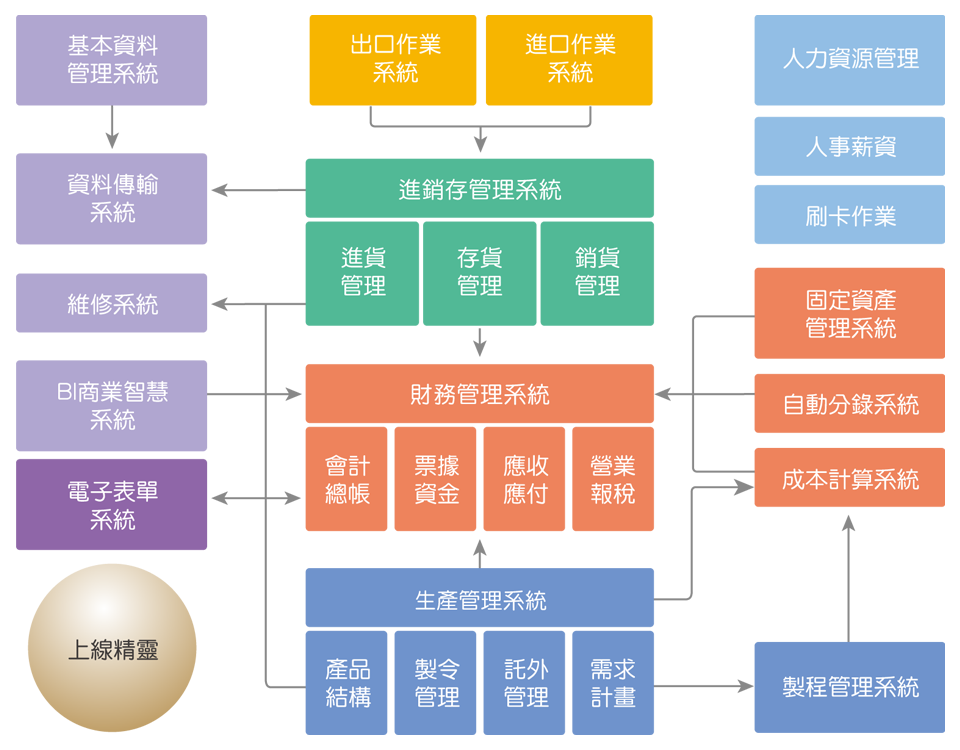 基本資料
管理系統
出口作業
系統
進口作業
系統
人力資源管理
人事薪資
刷卡作業
資料傳輸
系統
進銷存管理系統
進貨
管理
存貨
管理
銷貨
管理
維修系統
固定資產
管理系統
BI商業智慧
系統
財務管理系統
自動分錄系統
會計
總帳
票據
資金
應收
應付
營業
報稅
成本計算系統
電子表單
系統
生產管理系統
上線精靈
產品
結構
製令
管理
託外
管理
需求
計畫
製程管理系統